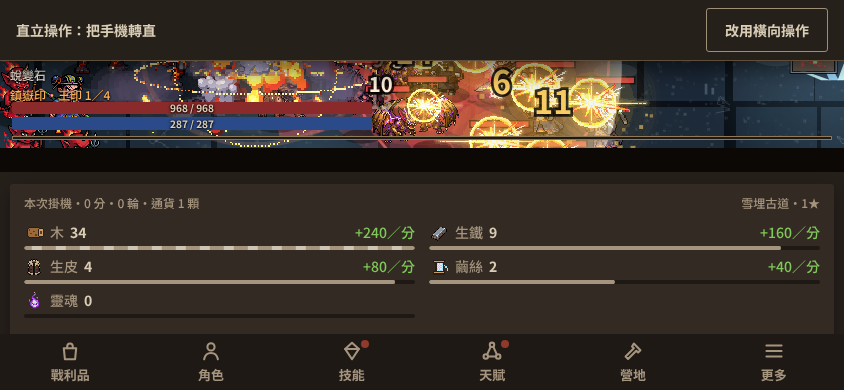 直立操作：把手機轉直
改用橫向操作
蛻變石
鎮嶽印・主印 1／4
968 / 968
287 / 287
10
6
11
本次掛機・0 分・0 輪・通貨 1 顆
雪埋古道・1★
木 34 +240／分
生鐵 9 +160／分
生皮 4 +80／分
繭絲 2 +40／分
靈魂 0
戰利品
角色
技能
天賦
營地
更多